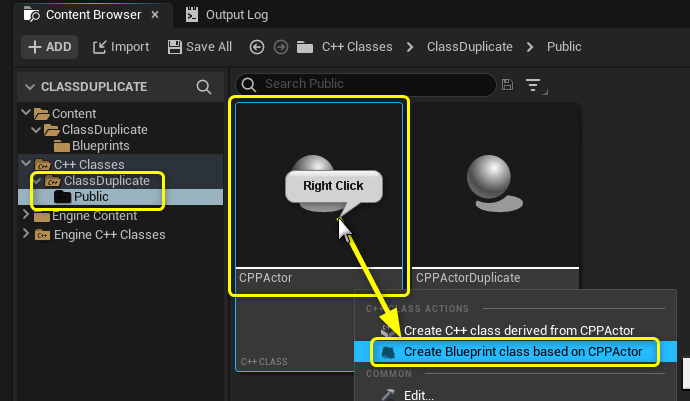 Content Browser
Output Log
ADD
Import
Save All
C++ Classes
ClassDuplicate
Public
CLASSDUPLICATE
Search Public
Content
ClassDuplicate
Blueprints
C++ Classes
ClassDuplicate
Public
Engine Content
Engine C++ Classes
Right Click
CPPActor
CPPActorDuplicate
C++ CLASS
C++ CLASS ACTIONS
Create C++ class derived from CPPActor
Create Blueprint class based on CPPActor
COMMON
Edit...